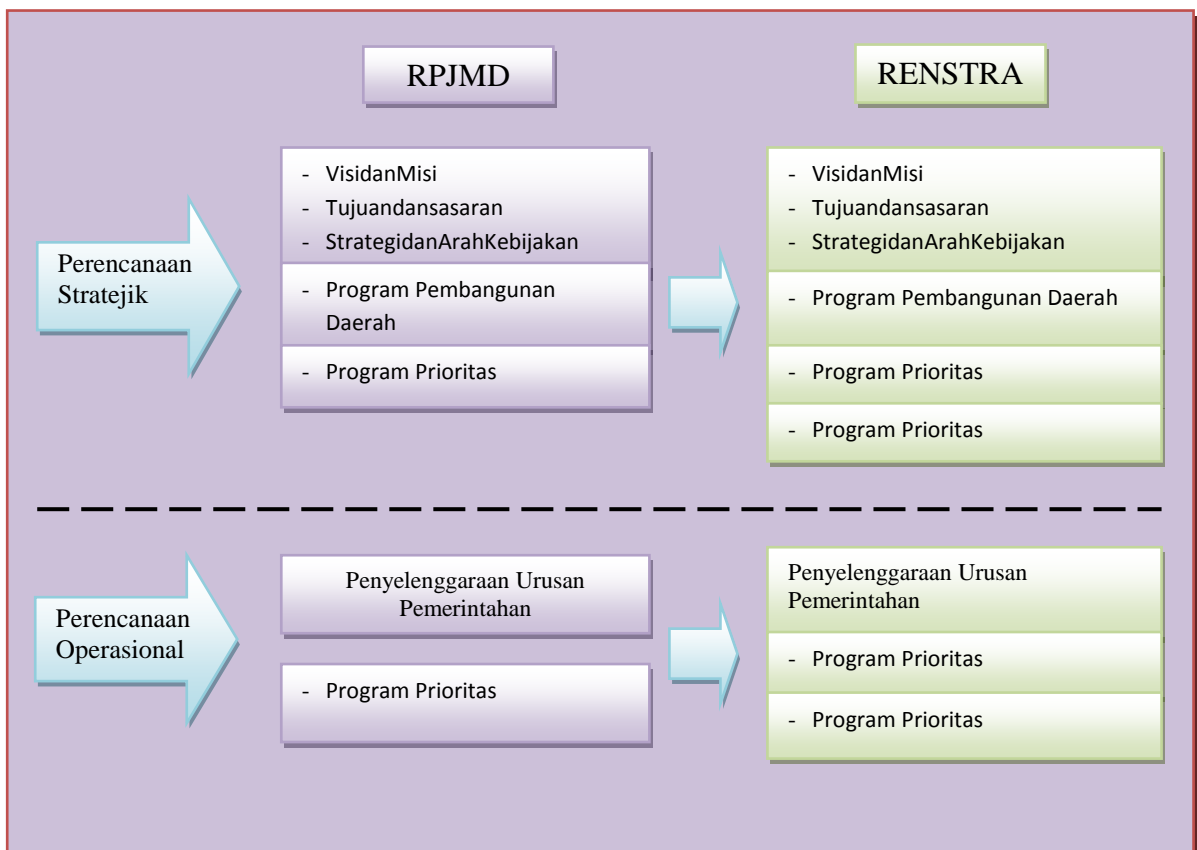 RPJMD
RENSTRA
Perencanaan
Stratejik
- VisidanMisi
- Tujuandansasaran
- StrategidanArahKebijakan
- Program Pembangunan
Daerah
- Program Prioritas
- VisidanMisi
- Tujuandansasaran
- StrategidanArahKebijakan
- Program Pembangunan Daerah
- Program Prioritas
- Program Prioritas
Perencanaan
Operasional
Penyelenggaraan Urusan
Pemerintahan
- Program Prioritas
Penyelenggaraan Urusan
Pemerintahan
- Program Prioritas
- Program Prioritas